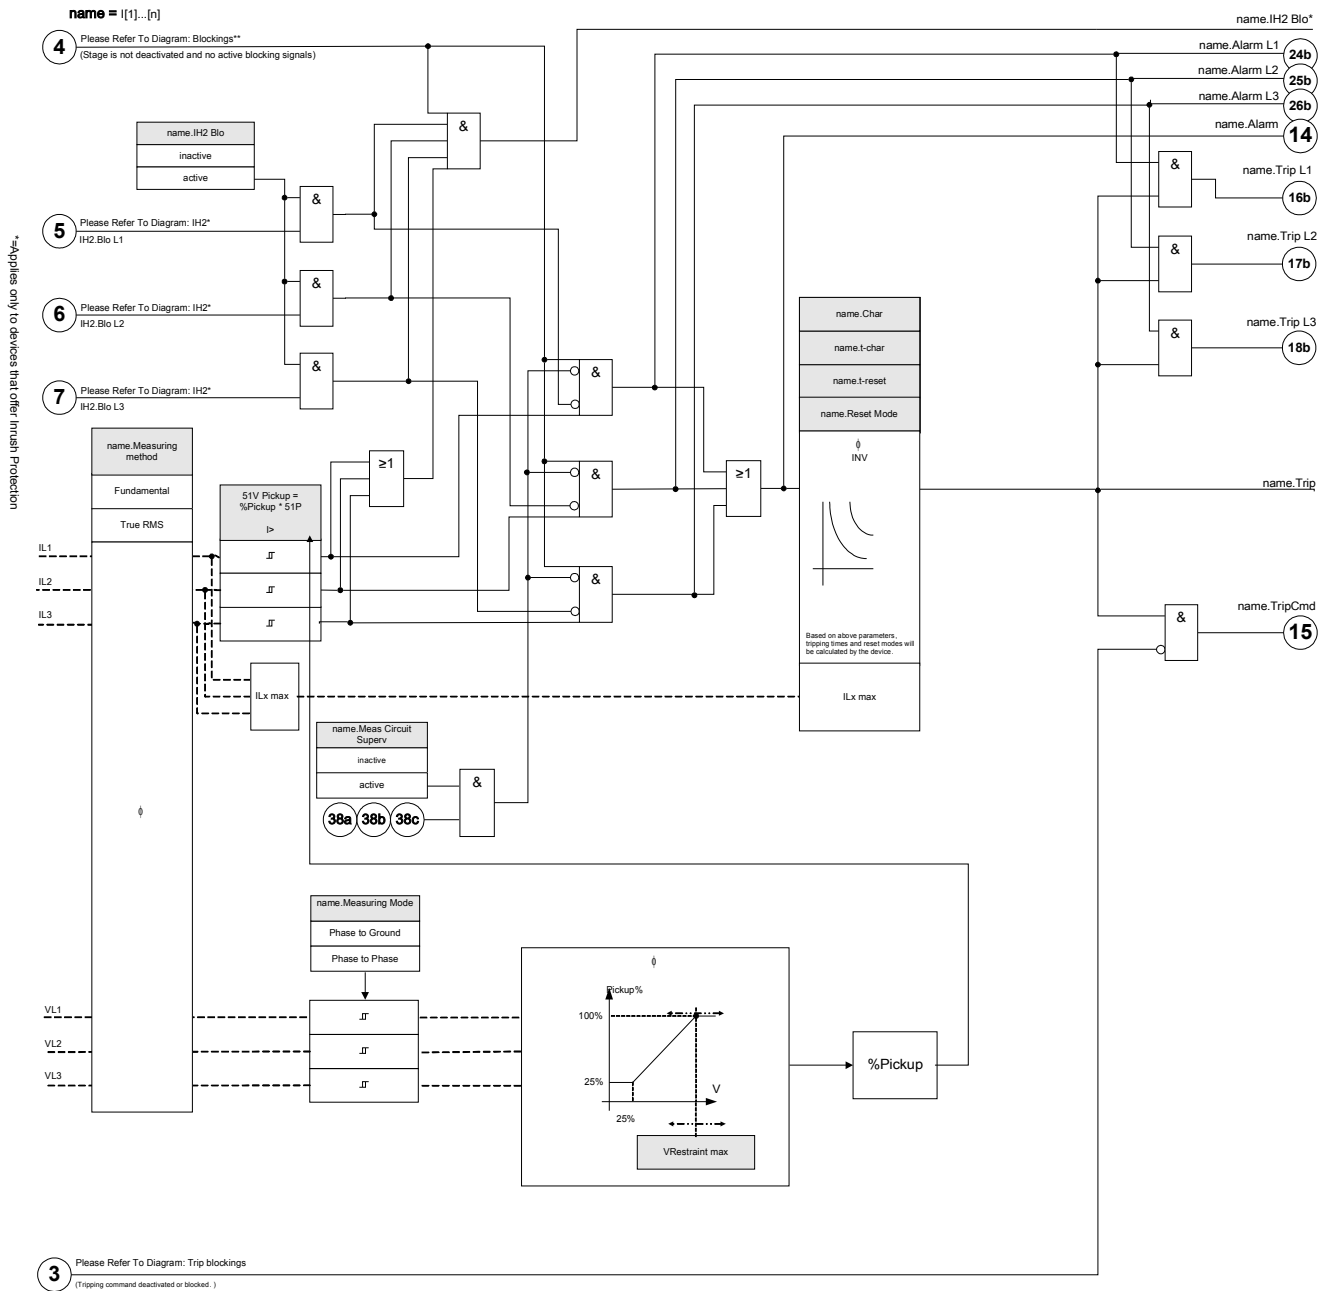 name = I[1]...[n]
name.IH2 Blo*
4
Please Refer To Diagram: Blockings**
(Stage is not deactivated and no active blocking signals)
name.Alarm L1
24b
name.Alarm L2
25b
name.Alarm L3
26b
name.Alarm
14
name.IH2 Blo
inactive
active
&
&
&
name.Trip L1
16b
5
Please Refer To Diagram: IH2*
IH2.Blo L1
*=Applies only to devices that offer Inrush Protection
&
name.Trip L2
17b
&
6
Please Refer To Diagram: IH2*
IH2.Blo L2
name.Char
name.t-char
name.t-reset
name.Reset Mode
&
name.Trip L3
18b
&
&
7
Please Refer To Diagram: IH2*
IH2.Blo L3
name.Measuring
method
Fundamental
True RMS
≥1
&
≥1
ϕ
INV
name.Trip
51V Pickup =
%Pickup * 51P
I>
IL1
IL2
IL3
&
Based on above parameters,
tripping times and reset modes will
be calculated by the device.
&
name.TripCmd
15
ILx max
ILx max
name.Meas Circuit
Superv
inactive
active
&
38a
38b
38c
ϕ
name.Measuring Mode
Phase to Ground
Phase to Phase
ϕ
Pickup%
100%
25%
25%
V
VRestraint max
%Pickup
VL1
VL2
VL3
3
Please Refer To Diagram: Trip blockings
(Tripping command deactivated or blocked. )